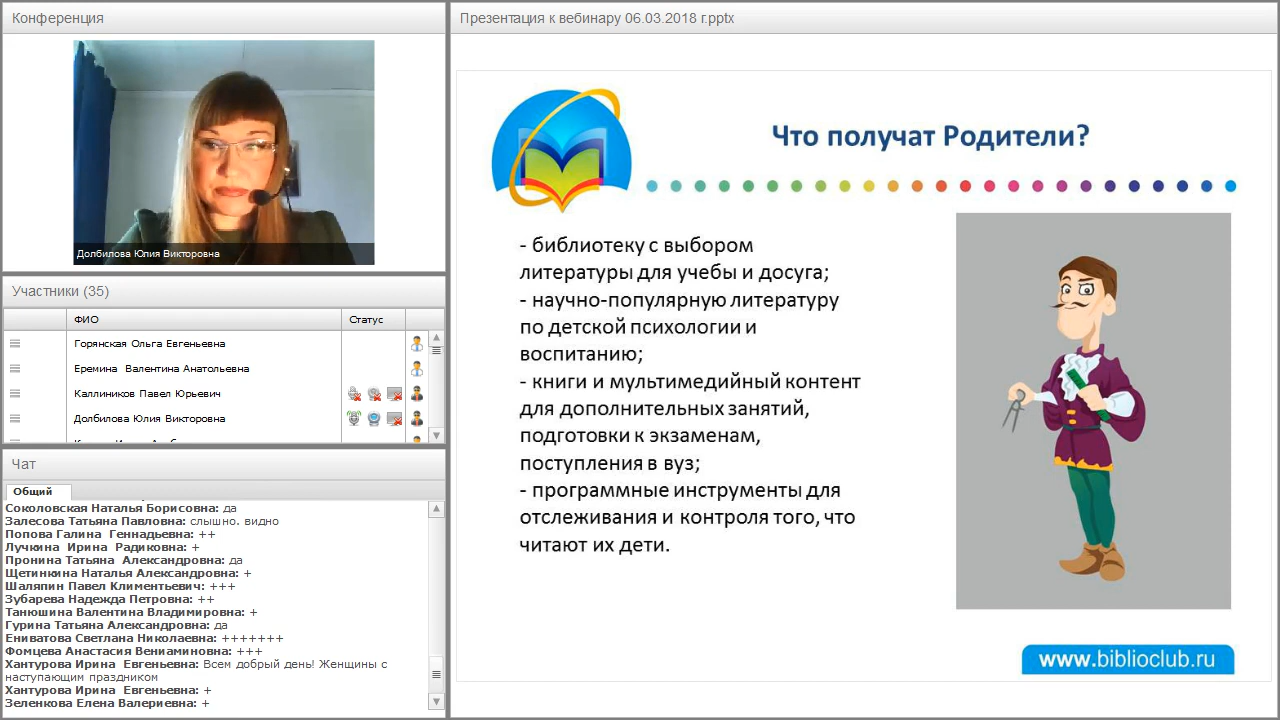 Конференция
Долбилова Юлия Викторовна
Участники (35)
ФИО Статус
Горянская Ольга Евгеньевна
Еремина Валентина Анатольевна
Каллиников Павел Юрьевич
Долбилова Юлия Викторовна
Чат
Общий
Соколовская Наталья Борисовна: да
Залесова Татьяна Павловна: слышно. видно
Попова Галина Геннадьевна: ++
Лучкина Ирина Радиковна: +
Пронина Татьяна Александровна: да
Щетинкина Наталья Александровна: +
Шаляпин Павел Климентьевич: +++
Зубарева Надежда Петровна: ++
Танюшина Валентина Владимировна: +
Гурина Татьяна Александровна: да
Ениватова Светлана Николаевна: +++++++
Фомцева Анастасия Вениаминовна: +++
Хантурова Ирина Евгеньевна: Всем добрый день! Женщины с
наступающим праздником
Хантурова Ирина Евгеньевна: +
Зеленкова Елена Валериевна: +
Презентация к вебинару 06.03.2018 г.pptx
Что получат Родители?
- библиотеку с выбором
литературы для учебы и досуга;
- научно-популярную литературу
по детской психологии и
воспитанию;
- книги и мультимедийный контент
для дополнительных занятий,
подготовки к экзаменам,
поступления в вуз;
- программные инструменты для
отслеживания и контроля того, что
читают их дети.
www.biblioclub.ru